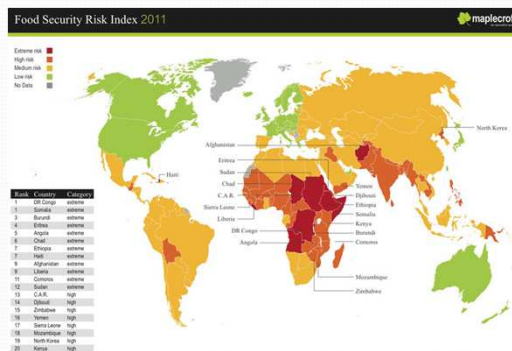 Food Security Risk Index 2011
maplecroft
Extreme risk
High risk
Medium risk
Low risk
No Data
North Korea
Afghanistan
Eritrea
Haiti
Sudan
Chad
Yemen
C.A.R.
Djibouti
Ethiopia
Sierra Leone
Somalia
Liberia
Kenya
DR Congo
Burundi
Angola
Comoros
Mozambique
Zimbabwe
Rank Country Category
1 DR Congo extreme
1 Somalia extreme
3 Burundi extreme
4 Eritrea extreme
5 Angola extreme
6 Chad extreme
7 Ethiopia extreme
7 Haiti extreme
9 Afghanistan extreme
9 Liberia extreme
11 Comoros extreme
12 Sudan extreme
13 C.A.R. high
14 Djibouti high
15 Zimbabwe high
16 Yemen high
17 Sierra Leone high
18 Mozambique high
19 North Korea high
20 Kenya high